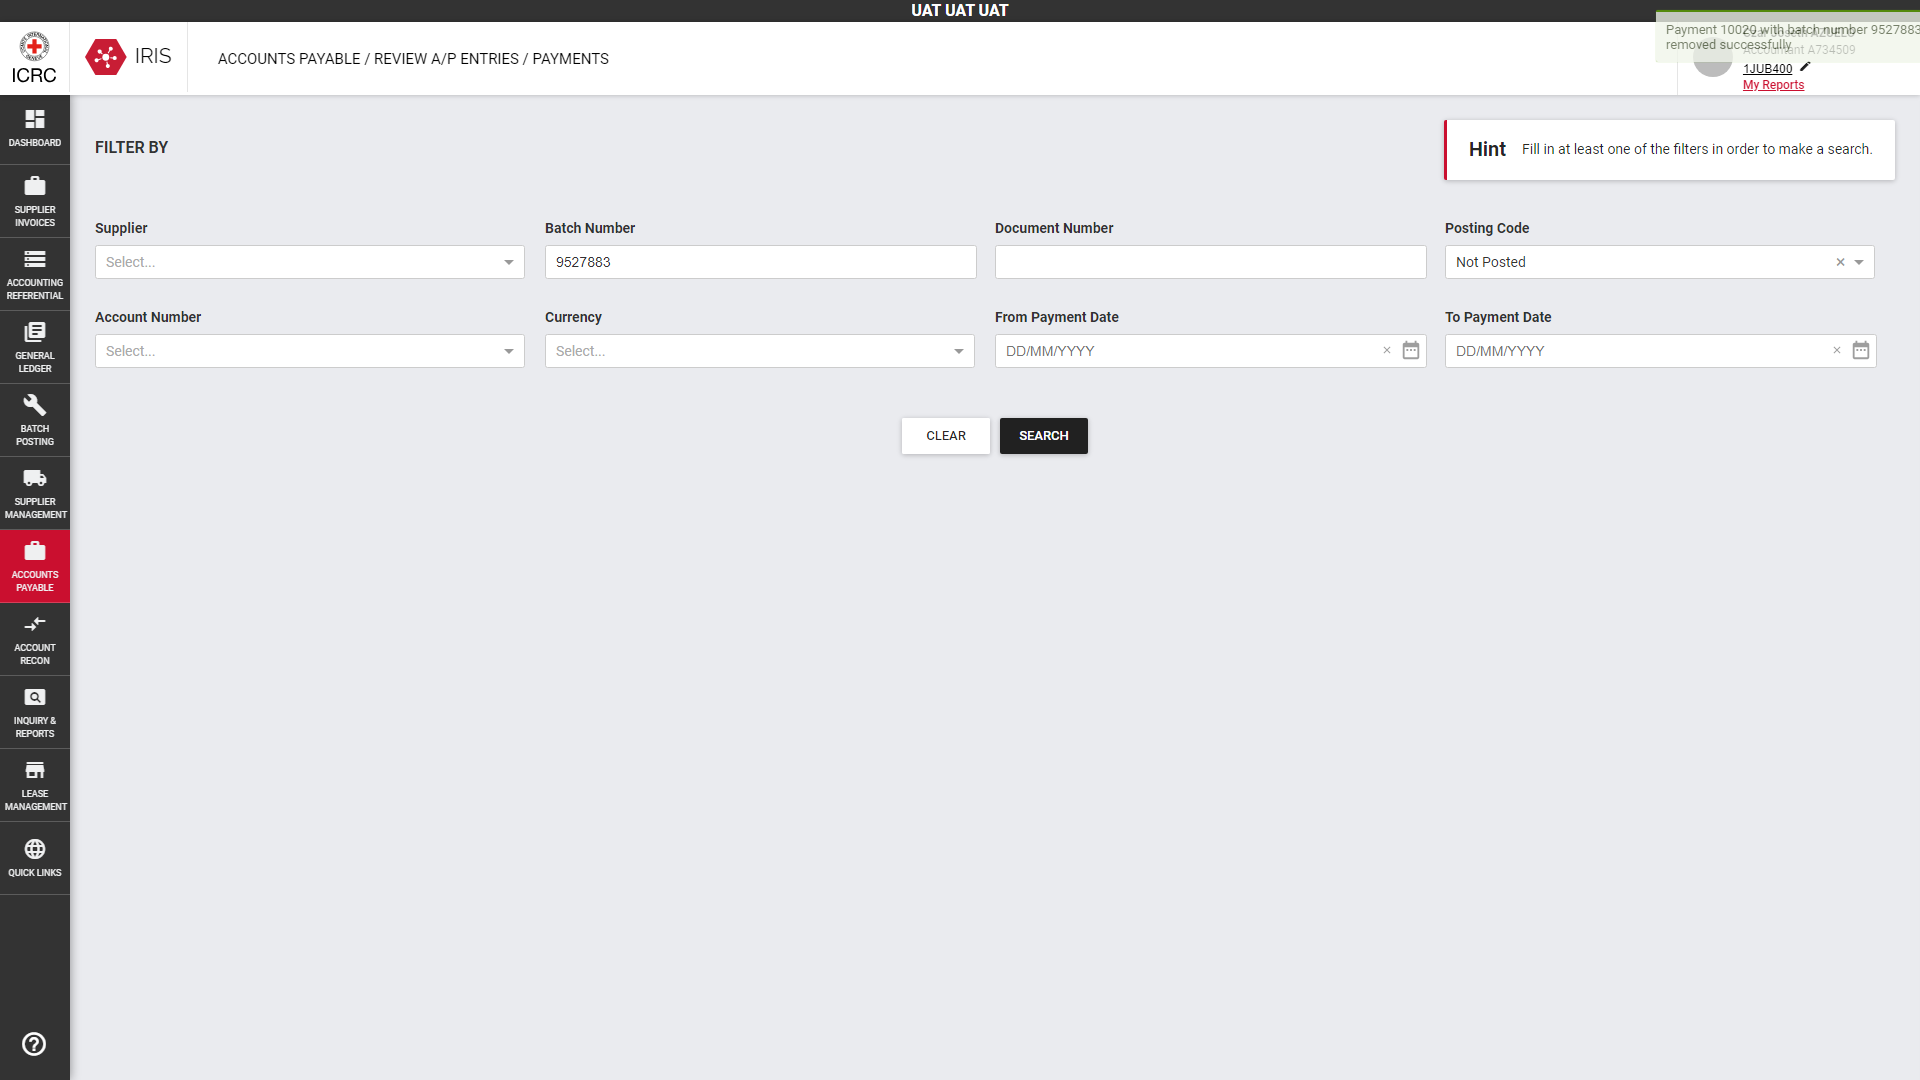 UAT UAT UAT
ICRC
IRIS
ACCOUNTS PAYABLE / REVIEW A/P ENTRIES / PAYMENTS
Payment 10020 with batch number 9527883
removed successfully
Accountant A734509
1JUB400
My Reports
DASHBOARD
SUPPLIER
INVOICES
ACCOUNTING
REFERENTIAL
GENERAL
LEDGER
BATCH
POSTING
SUPPLIER
MANAGEMENT
ACCOUNTS
PAYABLE
ACCOUNT
RECON
INQUIRY &
REPORTS
LEASE
MANAGEMENT
QUICK LINKS
FILTER BY
Hint Fill in at least one of the filters in order to make a search.
Supplier Batch Number Document Number Posting Code
Select... 9527883 Not Posted
Account Number Currency From Payment Date To Payment Date
Select... Select... DD/MM/YYYY DD/MM/YYYY
CLEAR SEARCH